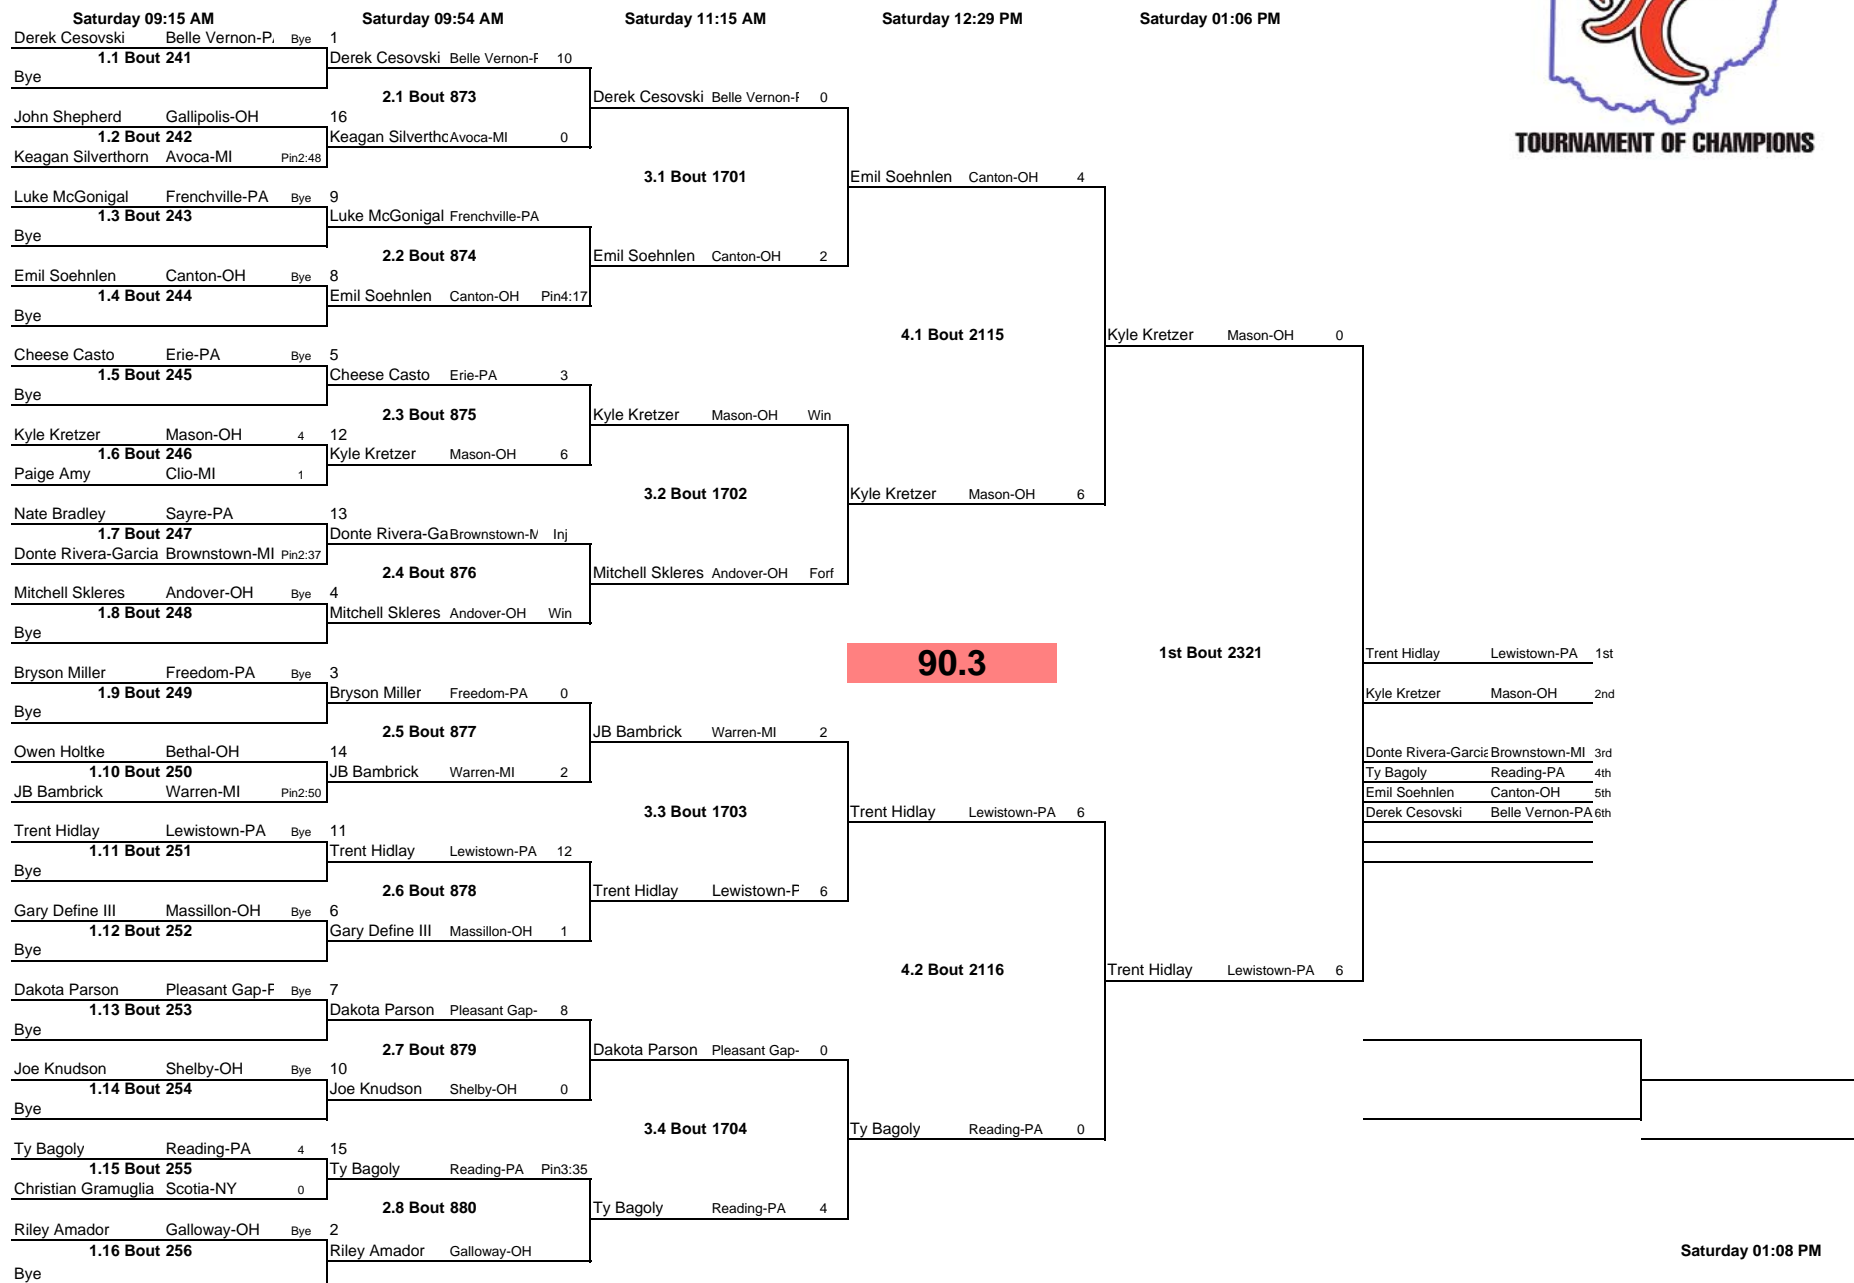 Saturday 09:15 AM Saturday 09:54 AM Saturday 11:15 AM Saturday 12:29 PM Saturday 01:06 PM
TOURNAMENT OF CHAMPIONS
Derek Cesovski Belle Vernon-P Bye 1
1.1 Bout 241
Bye
John Shepherd Gallipolis-OH 16
1.2 Bout 242
Keagan Silverthorn Avoca-MI Pin2:48
Luke McGonigal Frenchville-PA Bye 9
1.3 Bout 243
Bye
Emil Soehnlen Canton-OH Bye 8
1.4 Bout 244
Bye
Cheese Casto Erie-PA Bye 5
1.5 Bout 245
Bye
Kyle Kretzer Mason-OH 4 12
1.6 Bout 246
Paige Amy Clio-MI 1
Nate Bradley Sayre-PA 13
1.7 Bout 247
Donte Rivera-Garcia Brownstown-MI Pin2:37
Mitchell Skleres Andover-OH Bye 4
1.8 Bout 248
Bye
Bryson Miller Freedom-PA Bye 3
1.9 Bout 249
Bye
Owen Holtke Bethal-OH 14
1.10 Bout 250
JB Bambrick Warren-MI Pin2:50
Trent Hidlay Lewistown-PA Bye 11
1.11 Bout 251
Bye
Gary Define III Massillon-OH Bye 6
1.12 Bout 252
Bye
Dakota Parson Pleasant Gap-F Bye 7
1.13 Bout 253
Bye
Joe Knudson Shelby-OH Bye 10
1.14 Bout 254
Bye
Ty Bagoly Reading-PA 4 15
1.15 Bout 255
Christian Gramuglia Scotia-NY 0
Riley Amador Galloway-OH Bye 2
1.16 Bout 256
Bye
Derek Cesovski Belle Vernon-F 10
2.1 Bout 873
Keagan Silverthc Avoca-MI 0
Luke McGonigal Frenchville-PA
2.2 Bout 874
Emil Soehnlen Canton-OH Pin4:17
Cheese Casto Erie-PA 3
2.3 Bout 875
Kyle Kretzer Mason-OH 6
Donte Rivera-Ga Brownstown-M Inj
2.4 Bout 876
Mitchell Skleres Andover-OH Win
Bryson Miller Freedom-PA 0
2.5 Bout 877
JB Bambrick Warren-MI 2
Trent Hidlay Lewistown-PA 12
2.6 Bout 878
Gary Define III Massillon-OH 1
Dakota Parson Pleasant Gap- 8
2.7 Bout 879
Joe Knudson Shelby-OH 0
Ty Bagoly Reading-PA Pin3:35
2.8 Bout 880
Riley Amador Galloway-OH
Derek Cesovski Belle Vernon-F 0
3.1 Bout 1701
Emil Soehnlen Canton-OH 2
Kyle Kretzer Mason-OH Win
3.2 Bout 1702
Mitchell Skleres Andover-OH Forf
JB Bambrick Warren-MI 2
3.3 Bout 1703
Trent Hidlay Lewistown-F 6
Dakota Parson Pleasant Gap- 0
3.4 Bout 1704
Ty Bagoly Reading-PA 4
Emil Soehnlen Canton-OH 4
4.1 Bout 2115
Kyle Kretzer Mason-OH 6
90.3
Trent Hidlay Lewistown-PA 6
4.2 Bout 2116
Ty Bagoly Reading-PA 0
Kyle Kretzer Mason-OH 0
1st Bout 2321
Trent Hidlay Lewistown-PA 6
Trent Hidlay Lewistown-PA 1st
Kyle Kretzer Mason-OH 2nd
Donte Rivera-Garcia Brownstown-MI 3rd
Ty Bagoly Reading-PA 4th
Emil Soehnlen Canton-OH 5th
Derek Cesovski Belle Vernon-PA 6th
Saturday 01:08 PM